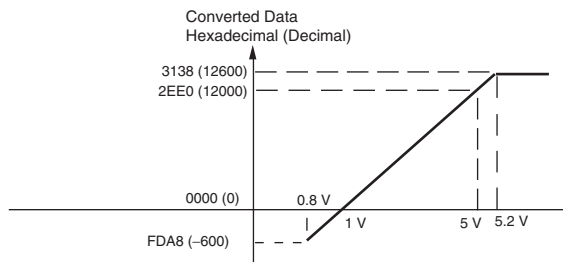 Converted Data
Hexadecimal (Decimal)
3138 (12600)
2EE0 (12000)
0000 (0)
0.8 V
1 V
5 V
5.2 V
FDA8 (−600)